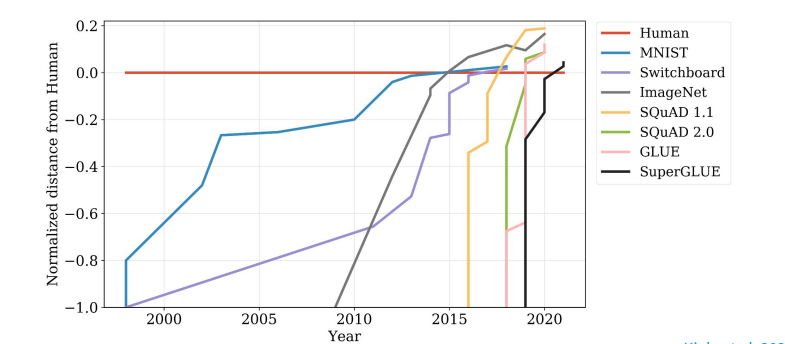 0.2
0.0
−0.2
−0.4
−0.6
−0.8
−1.0
Normalized distance from Human
2000
2005
2010
2015
2020
Year
Human
MNIST
Switchboard
ImageNet
SQuAD 1.1
SQuAD 2.0
GLUE
SuperGLUE